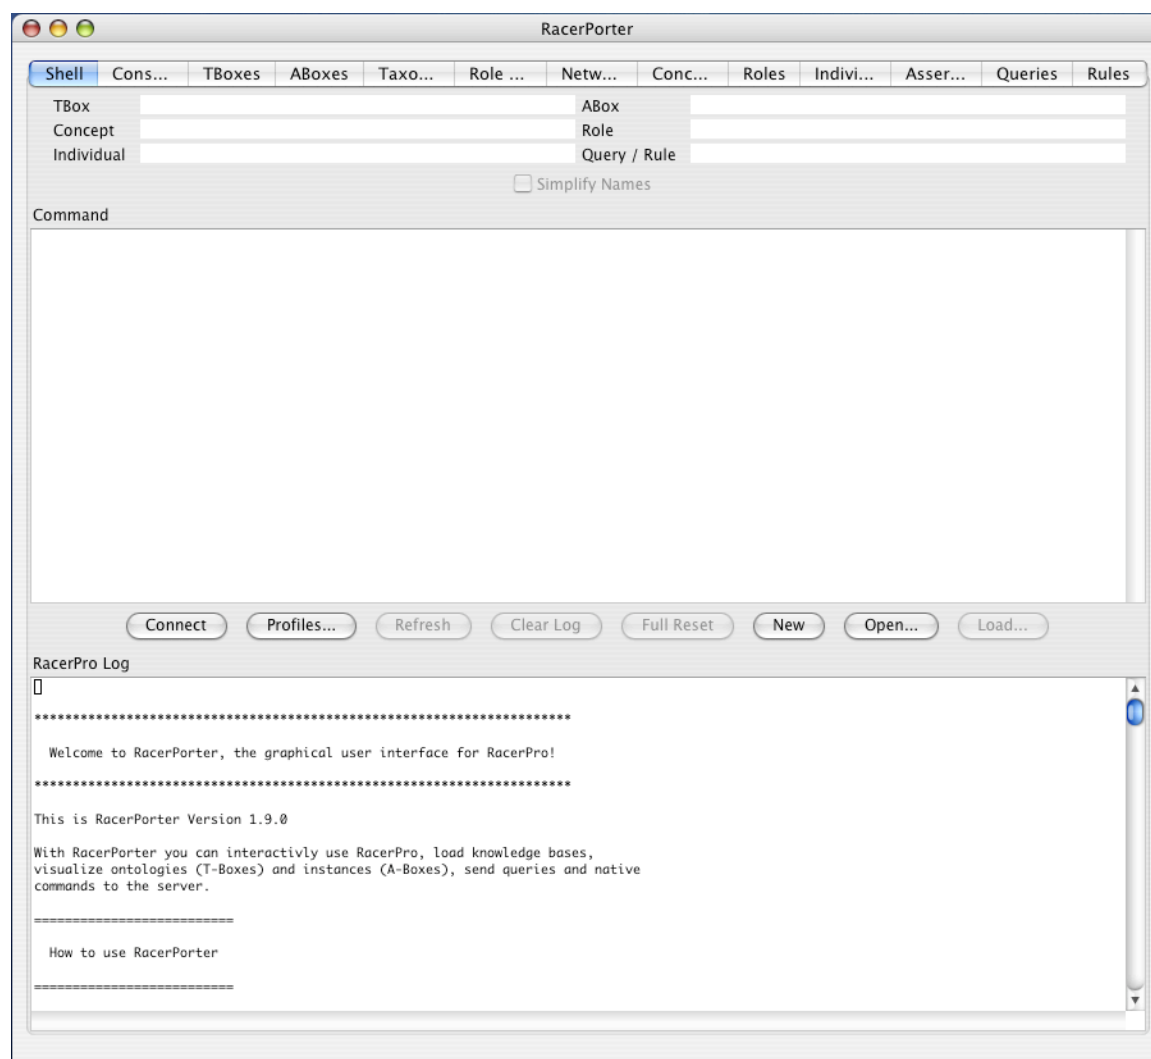 RacerPorter
Shell Cons... TBoxes ABoxes Taxo... Role ... Netw... Conc... Roles Indivi... Asser... Queries Rules
TBox ABox
Concept Role
Individual Query / Rule
Simplify Names
Command
Connect Profiles... Refresh Clear Log Full Reset New Open... Load...
RacerPro Log
**********************************************************************
Welcome to RacerPorter, the graphical user interface for RacerPro!
**********************************************************************
This is RacerPorter Version 1.9.0
With RacerPorter you can interactivly use RacerPro, load knowledge bases,
visualize ontologies (T-Boxes) and instances (A-Boxes), send queries and native
commands to the server.
==========================
How to use RacerPorter
==========================